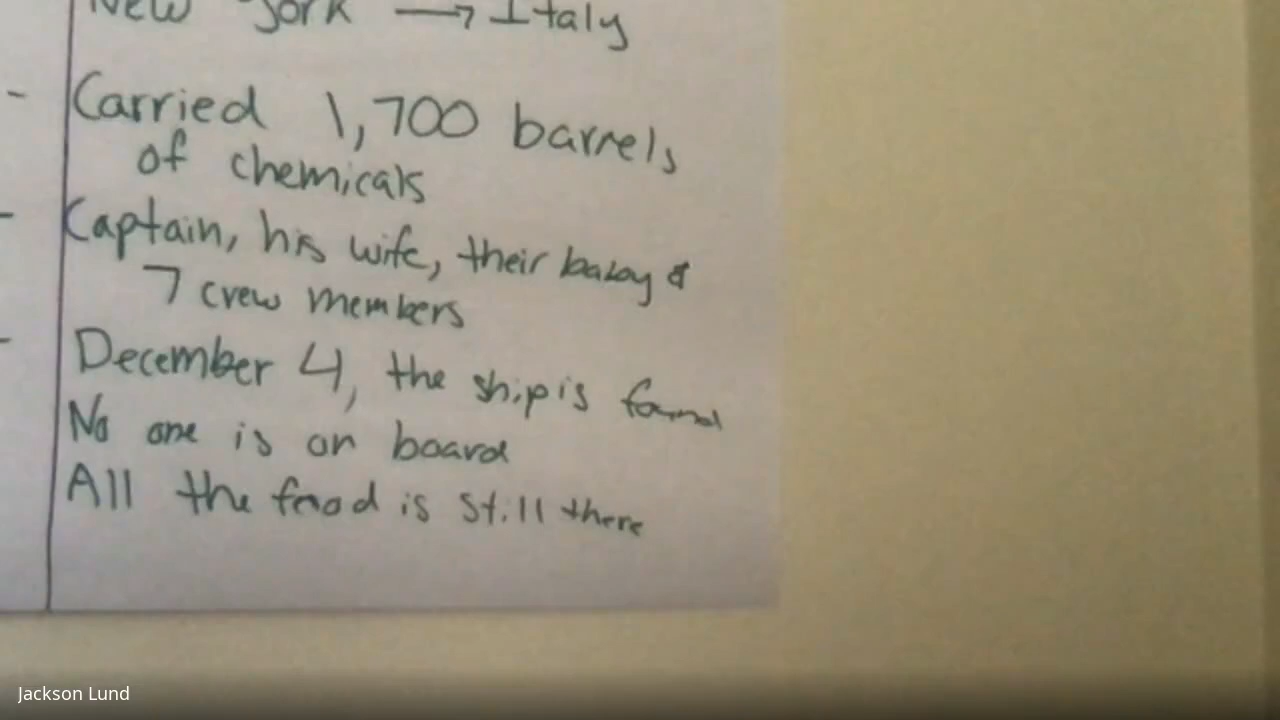 New York → Italy
- Carried 1,700 barrels
of chemicals
- Captain, his wife, their baby &
7 crew members
- December 4, the ship is found
No one is on board
All the food is still there
Jackson Lund